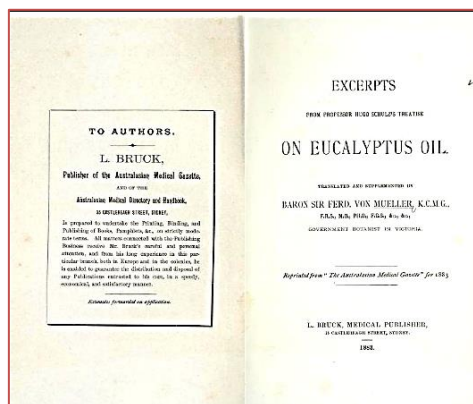 TO AUTHORS.
L. BRUCK,
Publisher of the Australasian Medical Gazette,
AND OF THE
Australasian Medical Directory and Handbook,
35 CASTLEREAGH STREET, SYDNEY,
Is prepared to undertake the Printing, Binding, and
Publishing of Books, Pamphlets, &c., on strictly mode-
rate terms. All matters connected with the Publishing
Business receive Mr. Bruck's careful and personal
attention, and from his long experience in this par-
ticular branch, both in Europe and in the colonies, he
is enabled to guarantee the distribution and disposal of
any Publications entrusted to his care, in a speedy,
economical, and satisfactory manner.
Estimates forwarded on application.
EXCERPTS
FROM PROFESSOR HUGO SCHULZ'S TREATISE
ON EUCALYPTUS OIL.
TRANSLATED AND SUPPLEMENTED BY
BARON SIR FERD. VON MUELLER, K.C.M.G.,
F.R.S., M.D., PH.D., F.G.S., &c., &c.,
GOVERNMENT BOTANIST IN VICTORIA.
Reprinted from "The Australasian Medical Gazette" for 1883
L. BRUCK, MEDICAL PUBLISHER,
CASTLEREAGH STREET, SYDNEY.
1883.